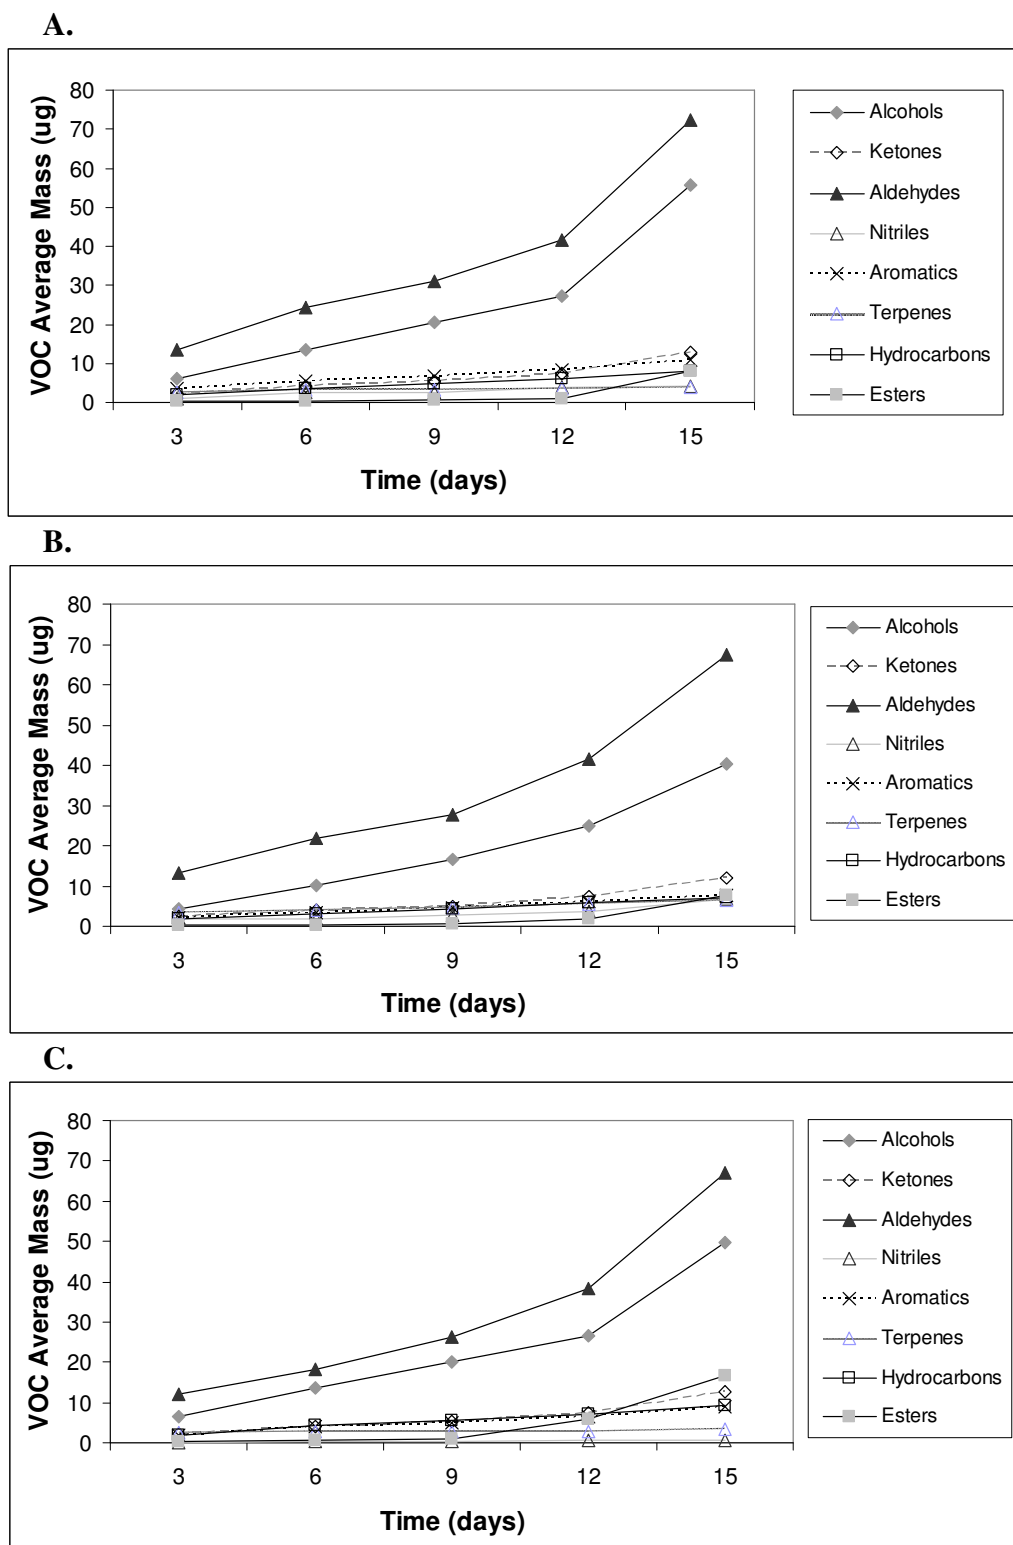 A.
VOC Average Mass (ug)
80
70
60
50
40
30
20
10
0
3 6 9 12 15
Time (days)
Alcohols
Ketones
Aldehydes
Nitriles
Aromatics
Terpenes
Hydrocarbons
Esters
B.
VOC Average Mass (ug)
80
70
60
50
40
30
20
10
0
3 6 9 12 15
Time (days)
Alcohols
Ketones
Aldehydes
Nitriles
Aromatics
Terpenes
Hydrocarbons
Esters
C.
VOC Average Mass (ug)
80
70
60
50
40
30
20
10
0
3 6 9 12 15
Time (days)
Alcohols
Ketones
Aldehydes
Nitriles
Aromatics
Terpenes
Hydrocarbons
Esters